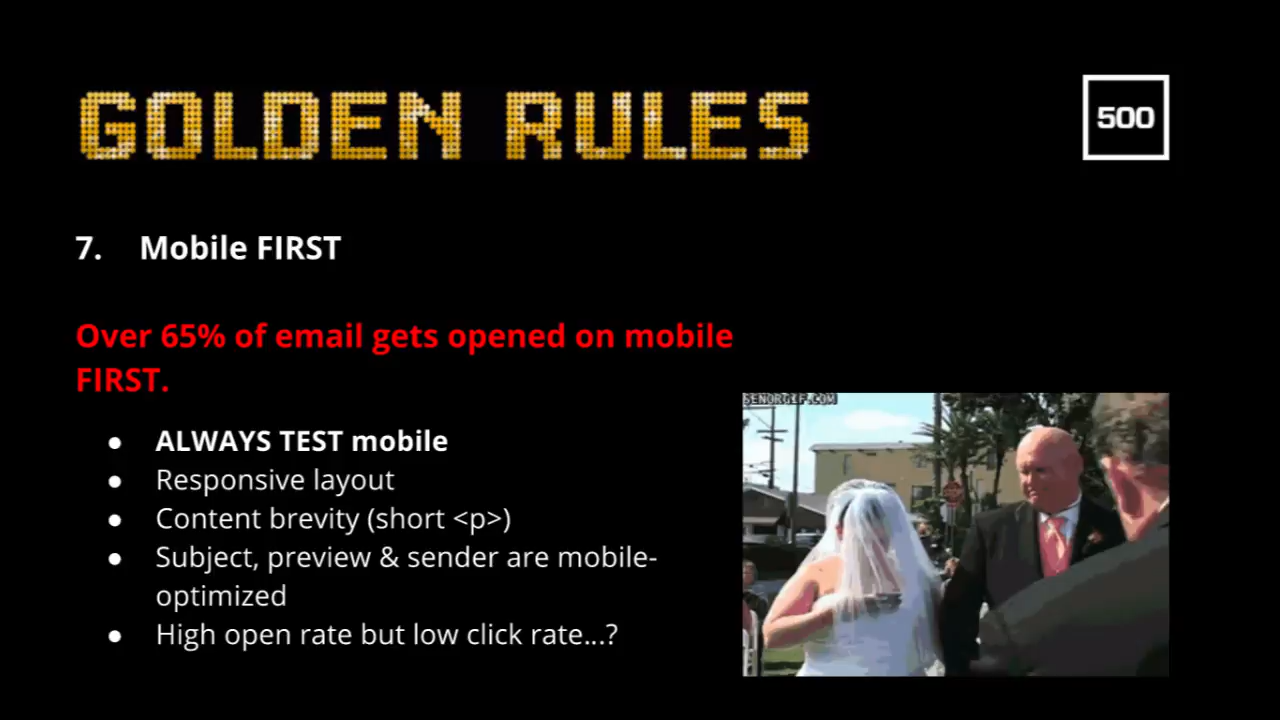 GOLDEN RULES
500
7. Mobile FIRST
Over 65% of email gets opened on mobile
FIRST.
SENORGIF.COM
● ALWAYS TEST mobile
● Responsive layout
● Content brevity (short <p>)
● Subject, preview & sender are mobile-
optimized
● High open rate but low click rate...?